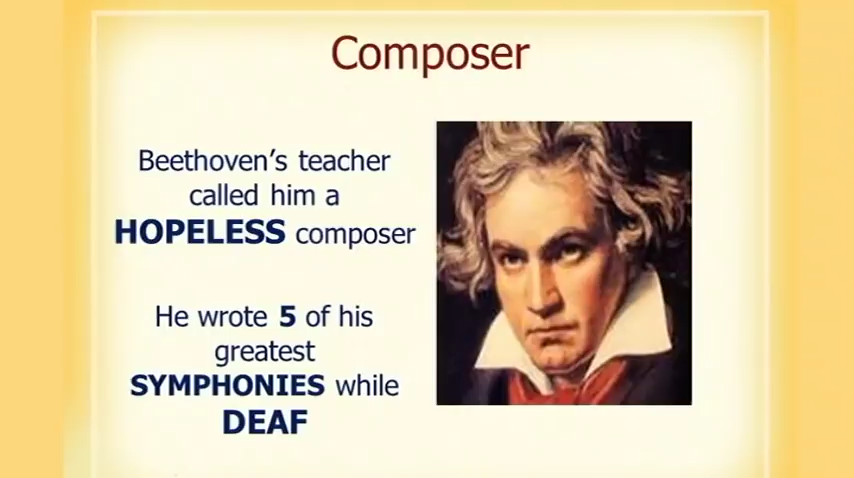 Composer
Beethoven's teacher
called him a
HOPELESS composer
He wrote 5 of his
greatest
SYMPHONIES while
DEAF